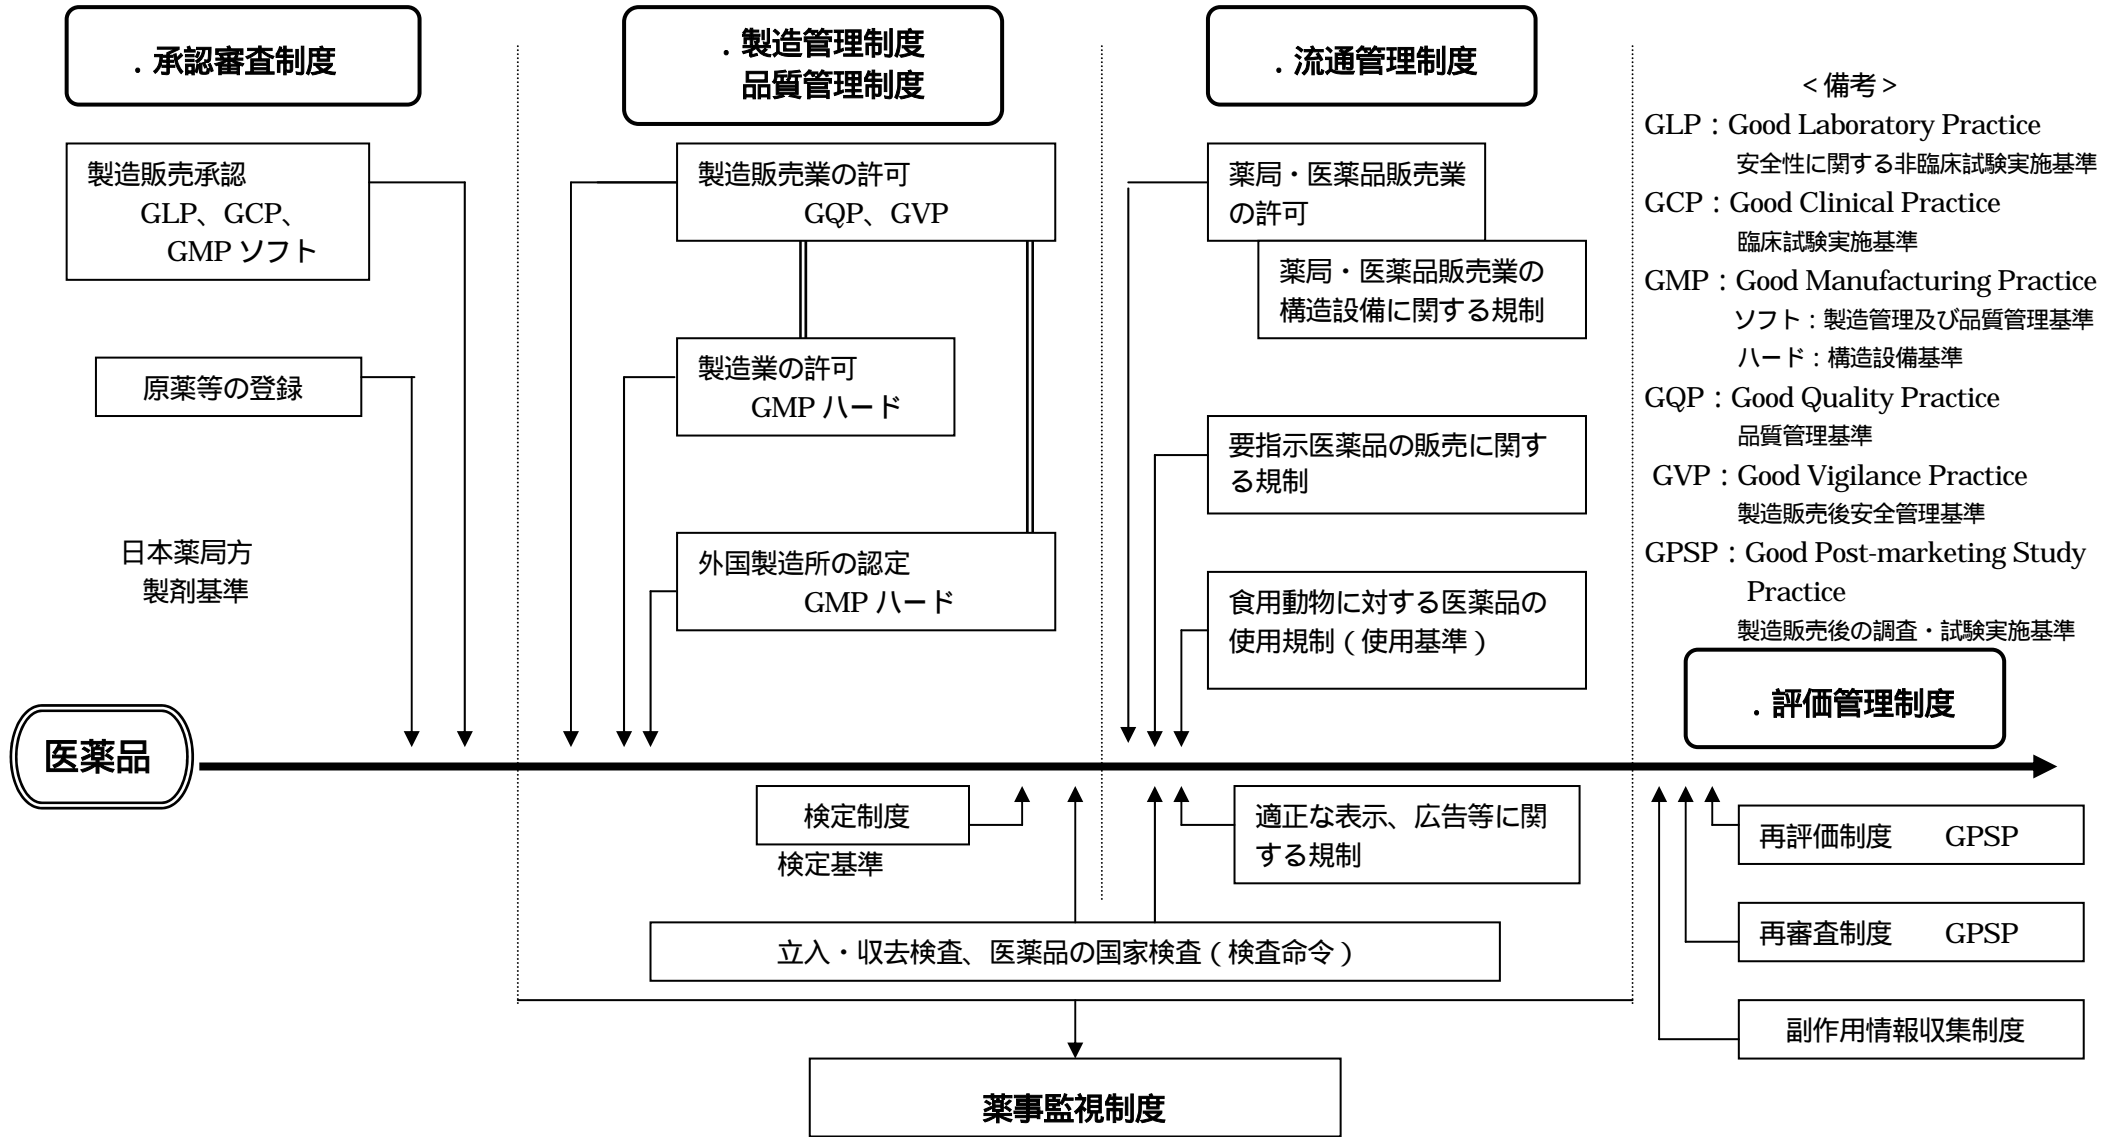 ．承認審査制度
製造販売承認
GLP、GCP、
GMP ソフト
原薬等の登録
日本薬局方
製剤基準
．製造管理制度
品質管理制度
製造販売業の許可
GQP、GVP
製造業の許可
GMP ハード
外国製造所の認定
GMP ハード
．流通管理制度
薬局・医薬品販売業
の許可
薬局・医薬品販売業の
構造設備に関する規制
要指示医薬品の販売に関す
る規制
食用動物に対する医薬品の
使用規制（使用基準）
＜備考＞
GLP：Good Laboratory Practice
安全性に関する非臨床試験実施基準
GCP：Good Clinical Practice
臨床試験実施基準
GMP：Good Manufacturing Practice
ソフト：製造管理及び品質管理基準
ハード：構造設備基準
GQP：Good Quality Practice
品質管理基準
GVP：Good Vigilance Practice
製造販売後安全管理基準
GPSP：Good Post-marketing Study
Practice
製造販売後の調査・試験実施基準
．評価管理制度
医薬品
検定制度
検定基準
適正な表示、広告等に関
する規制
立入・収去検査、医薬品の国家検査（検査命令）
再評価制度　　GPSP
再審査制度　　GPSP
副作用情報収集制度
薬事監視制度